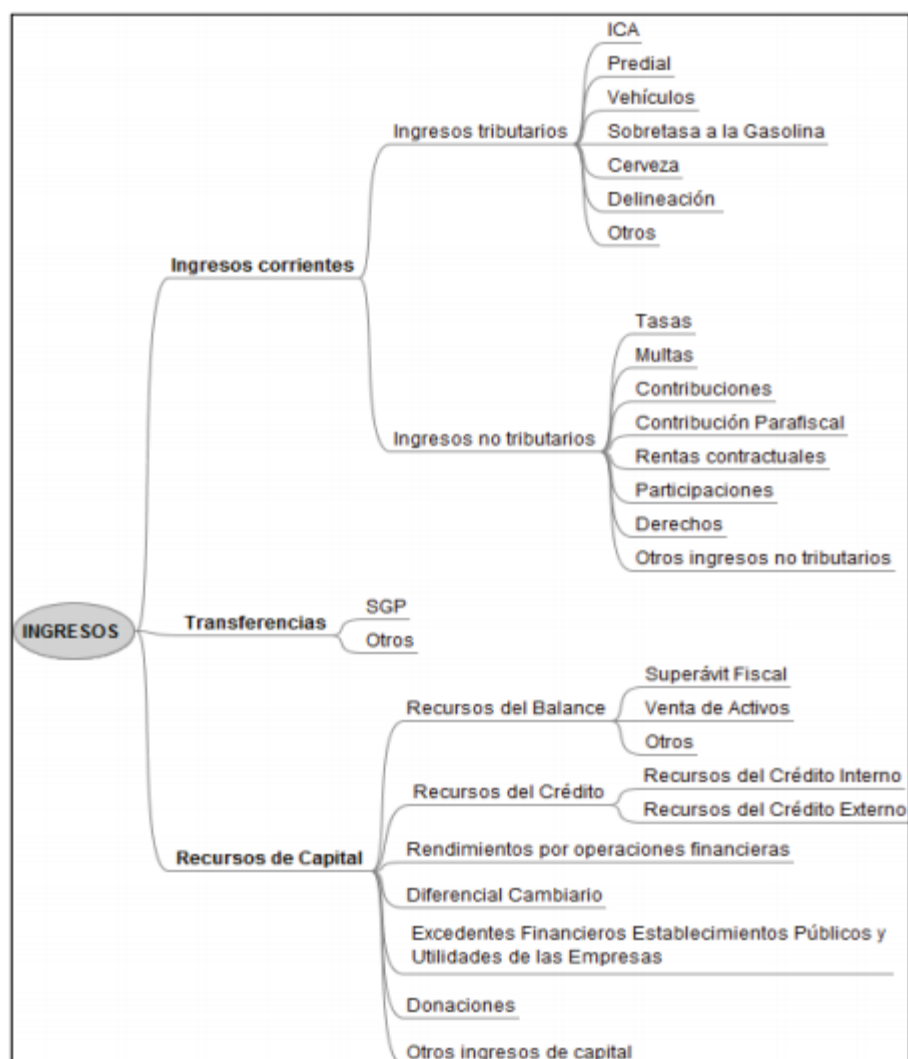 ICA
Predial
Vehículos
Ingresos tributarios
Sobretasa a la Gasolina
Cerveza
Delineación
Otros
Ingresos corrientes
Tasas
Multas
Contribuciones
Contribución Parafiscal
Ingresos no tributarios
Rentas contractuales
Participaciones
Derechos
Otros ingresos no tributarios
INGRESOS
Transferencias
SGP
Otros
Superávit Fiscal
Recursos del Balance
Venta de Activos
Otros
Recursos del Crédito Interno
Recursos del Crédito
Recursos del Crédito Externo
Recursos de Capital
Rendimientos por operaciones financieras
Diferencial Cambiario
Excedentes Financieros Establecimientos Públicos y
Utilidades de las Empresas
Donaciones
Otros ingresos de capital